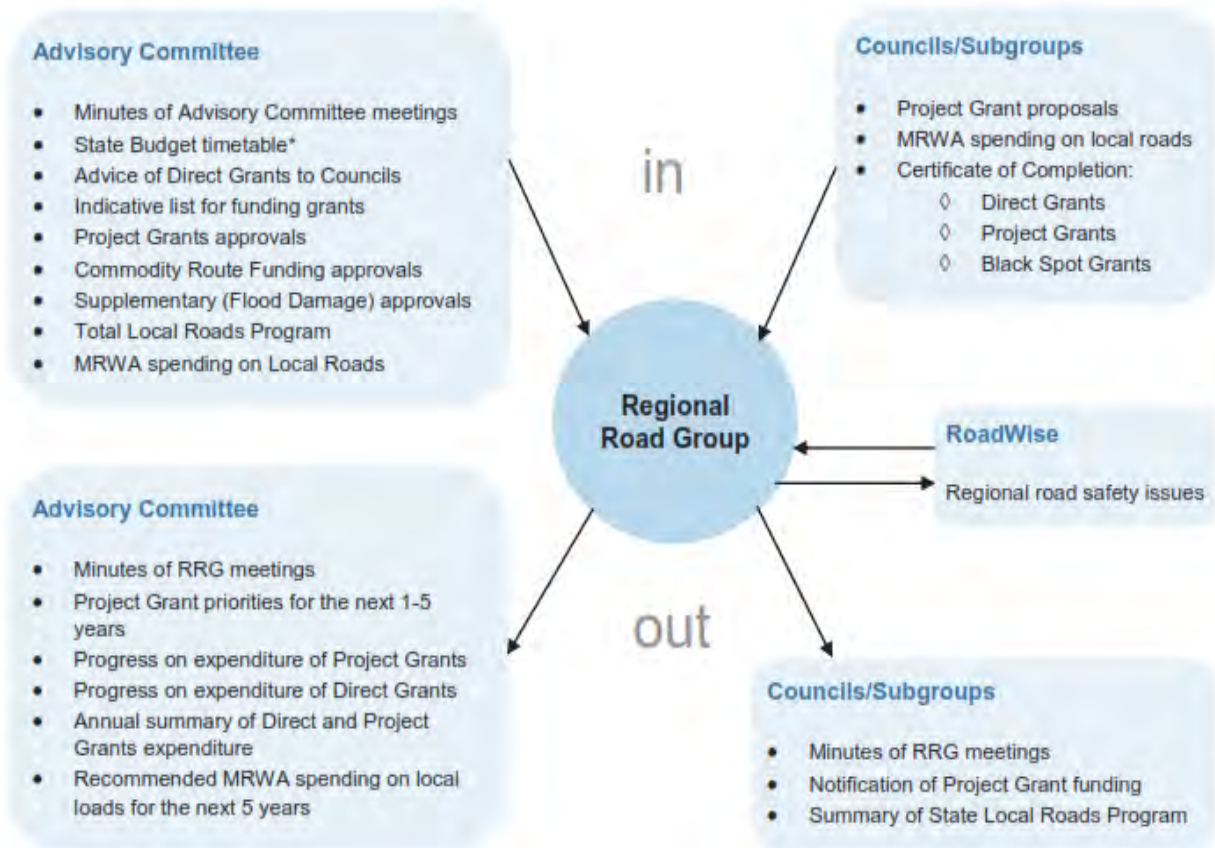 Advisory Committee
• Minutes of Advisory Committee meetings
• State Budget timetable*
• Advice of Direct Grants to Councils
• Indicative list for funding grants
• Project Grants approvals
• Commodity Route Funding approvals
• Supplementary (Flood Damage) approvals
• Total Local Roads Program
• MRWA spending on Local Roads
in
Councils/Subgroups
• Project Grant proposals
• MRWA spending on local roads
• Certificate of Completion:
◊ Direct Grants
◊ Project Grants
◊ Black Spot Grants
Regional
Road Group
RoadWise
Regional road safety issues
Advisory Committee
• Minutes of RRG meetings
• Project Grant priorities for the next 1-5
years
• Progress on expenditure of Project Grants
• Progress on expenditure of Direct Grants
• Annual summary of Direct and Project
Grants expenditure
• Recommended MRWA spending on local
loads for the next 5 years
out
Councils/Subgroups
• Minutes of RRG meetings
• Notification of Project Grant funding
• Summary of State Local Roads Program